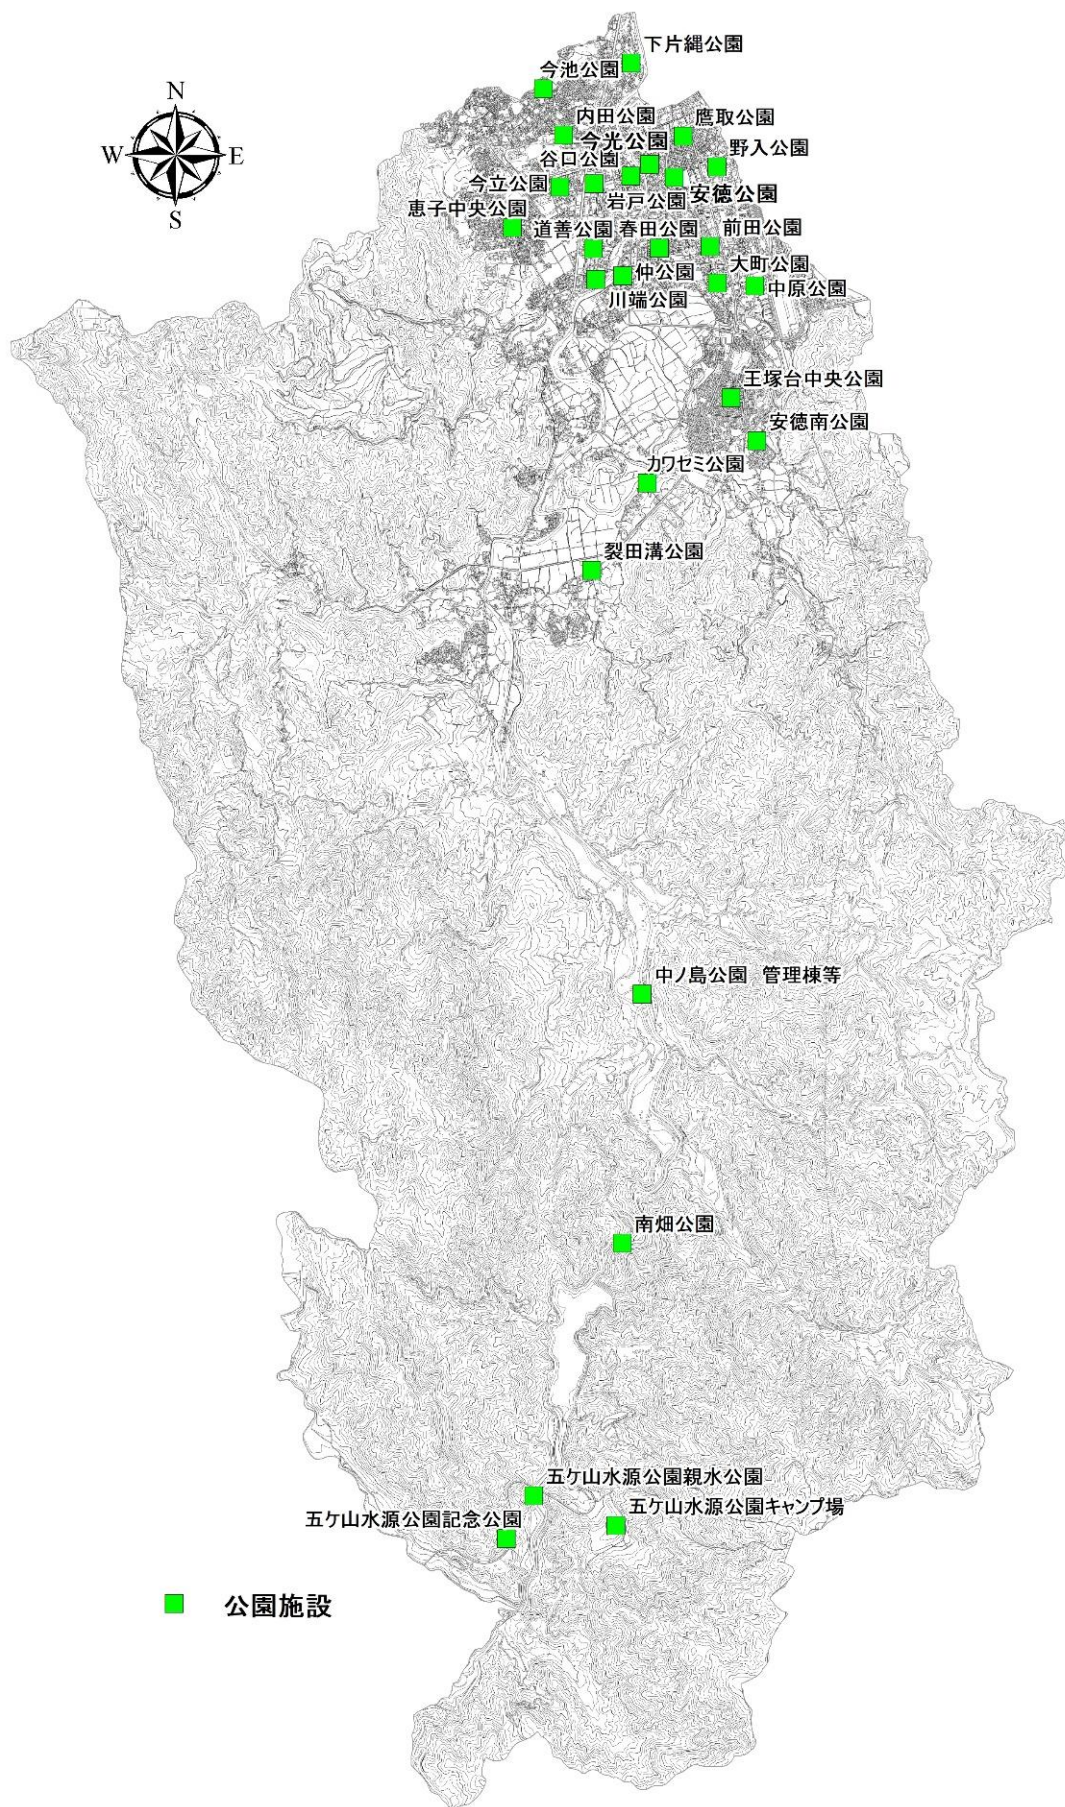 下片縄公園
今池公園
N
W
E
S
内田公園
鷹取公園
今光公園
野入公園
谷口公園
今立公園
岩戸公園
安徳公園
恵子中央公園
道善公園
春田公園
前田公園
仲公園
大町公園
中原公園
川端公園
王塚台中央公園
安徳南公園
カワセミ公園
裂田溝公園
中ノ島公園 管理棟等
南畑公園
五ケ山水源公園親水公園
五ケ山水源公園キャンプ場
五ケ山水源公園記念公園
公園施設